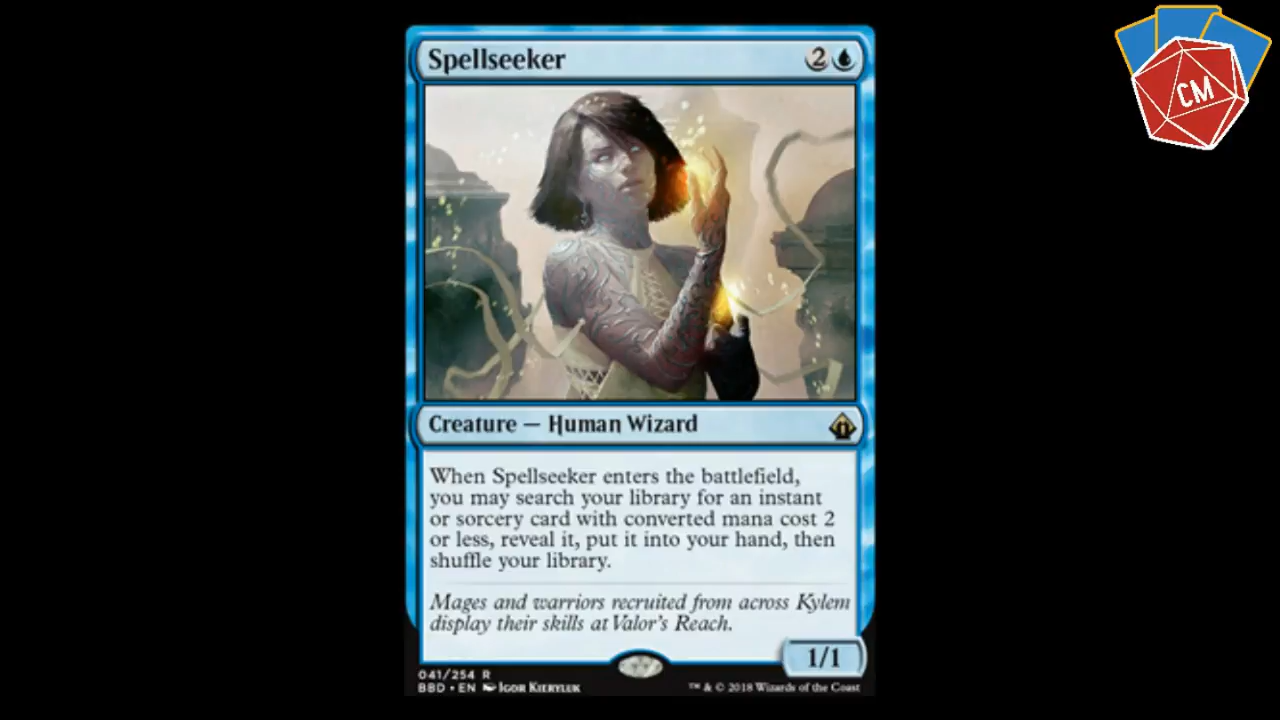 CM
Spellseeker 2
Creature — Human Wizard
When Spellseeker enters the battlefield,
you may search your library for an instant
or sorcery card with converted mana cost 2
or less, reveal it, put it into your hand, then
shuffle your library.
Mages and warriors recruited from across Kylem
display their skills at Valor's Reach.
1/1
041/254 R
BBD • EN Igor Kieryluk
™ & © 2018 Wizards of the Coast